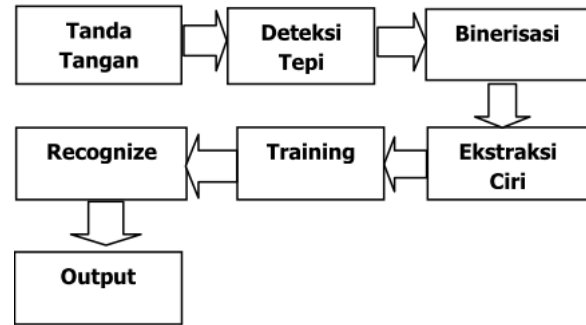 Tanda
Tangan
Deteksi
Tepi
Binerisasi
Ekstraksi
Ciri
Training
Recognize
Output